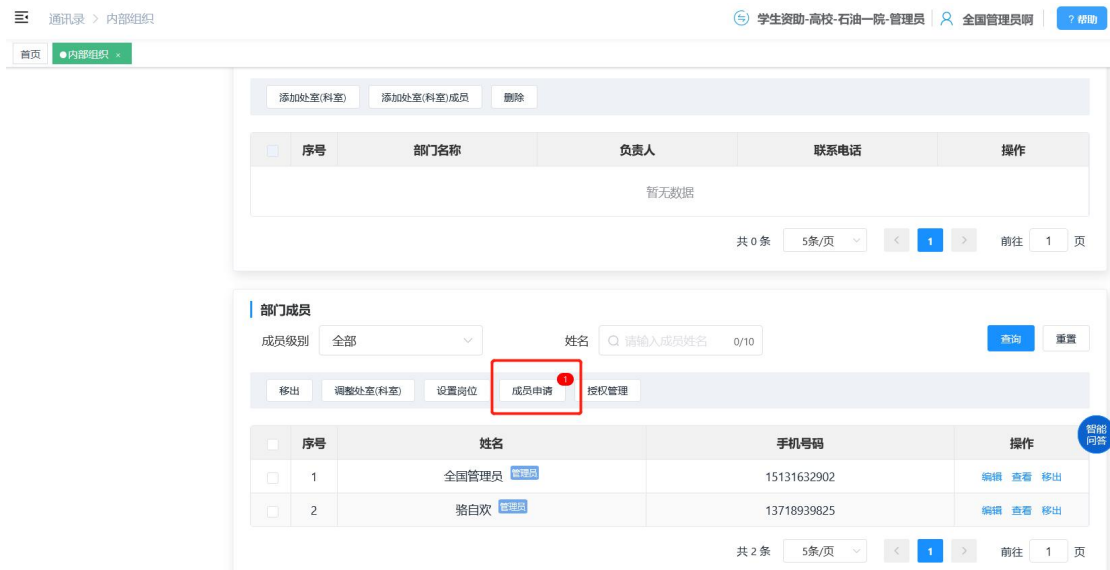 通讯录 > 内部组织 学生资助-高校-石油一院-管理员 全国管理员啊 ?帮助
首页 ●内部组织 ×
添加处室(科室) 添加处室(科室)成员 删除
序号 部门名称 负责人 联系电话 操作
暂无数据
共 0 条 5条/页 < 1 > 前往 1 页
部门成员
成员级别 全部 姓名 请输入成员姓名 0/10 查询 重置
移出 调整处室(科室) 设置岗位 成员申请 1 授权管理
智能问答
序号 姓名 手机号码 操作
1 全国管理员 管理员 15131632902 编辑 查看 移出
2 骆自欢 管理员 13718939825 编辑 查看 移出
共 2 条 5条/页 < 1 > 前往 1 页